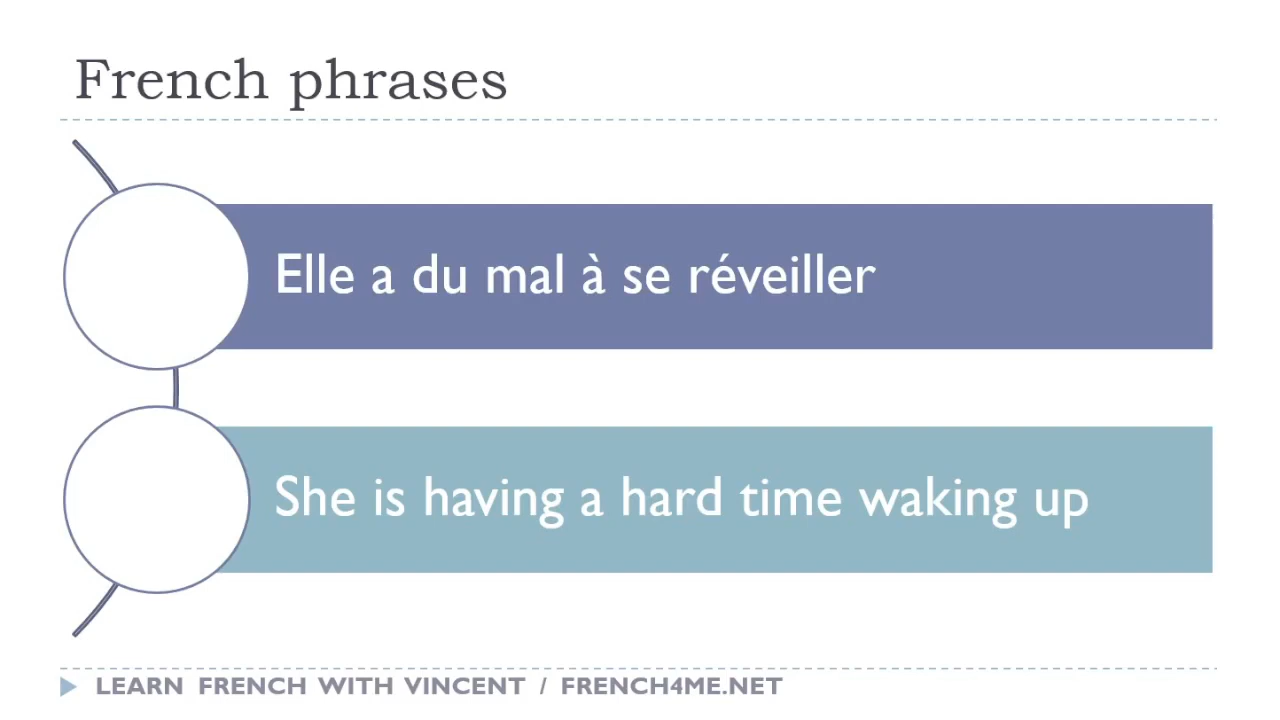 French phrases
Elle a du mal à se réveiller
She is having a hard time waking up
LEARN FRENCH WITH VINCENT / FRENCH4ME.NET